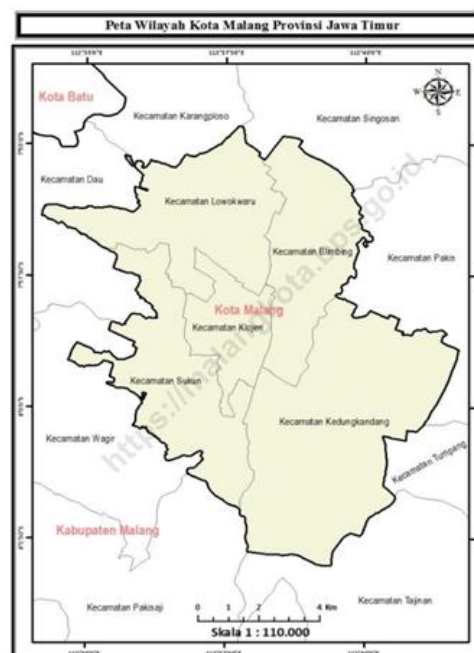 Peta Wilayah Kota Malang Provinsi Jawa Timur
N
W E
S
Kota Batu
Kecamatan Karangploso
Kecamatan Singosari
Kecamatan Dau
Kecamatan Lowokwaru
Kecamatan Blimbing
Kecamatan Pakis
Kota Malang
Kecamatan Klojen
Kecamatan Sukun
Kecamatan Kedungkandang
Kecamatan Wagir
Kecamatan Tumpang
Kabupaten Malang
Kecamatan Pakisaji
Kecamatan Tajinan
0 1 2 4 Km
Skala 1 : 110.000
https://malangkota.bps.go.id